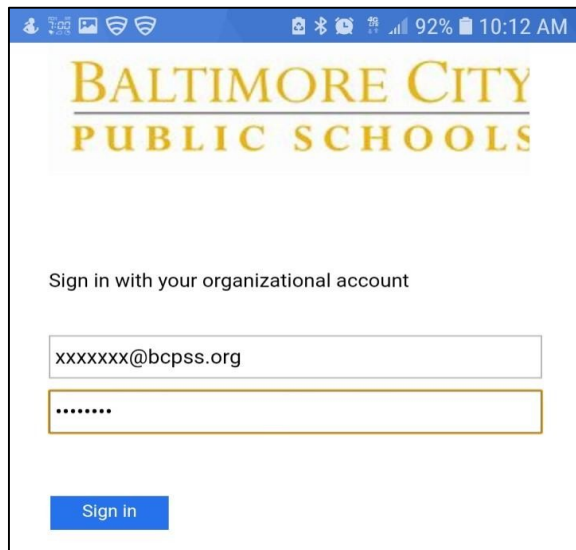 92% 10:12 AM
BALTIMORE CITY
PUBLIC SCHOOLS
Sign in with your organizational account
xxxxxxx@bcpss.org
••••••••
Sign in